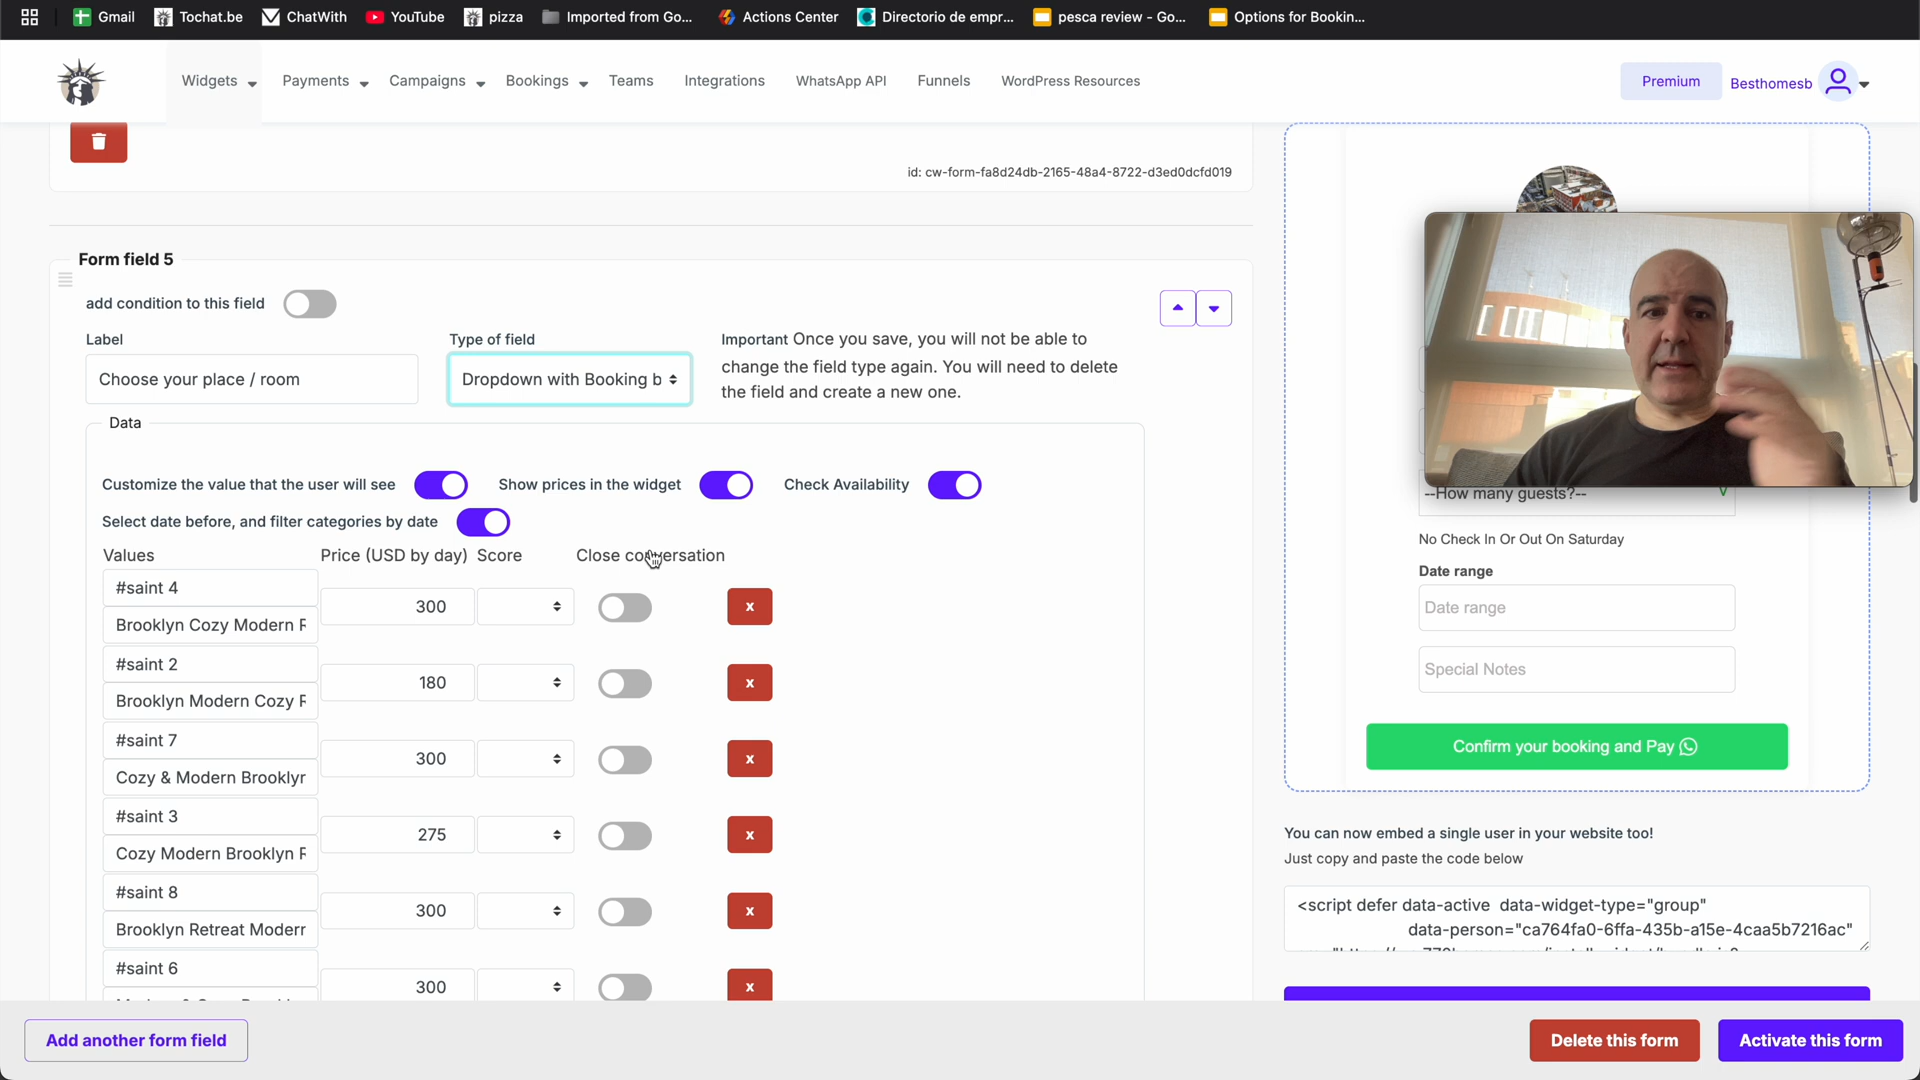 Gmail
Tochat.be
ChatWith
YouTube
pizza
Imported from Go...
Actions Center
Directorio de empr...
pesca review - Go...
Options for Bookin...
Widgets
Payments
Campaigns
Bookings
Teams
Integrations
WhatsApp API
Funnels
WordPress Resources
Premium
Besthomesb
id: cw-form-fa8d24db-2165-48a4-8722-d3ed0dcfd019
Form field 5
add condition to this field
Label
Type of field
Important Once you save, you will not be able to
change the field type again. You will need to delete
the field and create a new one.
Choose your place / room
Dropdown with Booking b
Data
Customize the value that the user will see
Show prices in the widget
Check Availability
Select date before, and filter categories by date
Values
Price (USD by day)
Score
Close conversation
#saint 4
Brooklyn Cozy Modern
300
x
#saint 2
Brooklyn Modern Cozy
180
x
#saint 7
Cozy & Modern Brooklyn
300
x
#saint 3
Cozy Modern Brooklyn
275
x
#saint 8
Brooklyn Retreat Modern
300
x
#saint 6
300
x
--How many guests?--
No Check In Or Out On Saturday
Date range
Date range
Special Notes
Confirm your booking and Pay
You can now embed a single user in your website too!
Just copy and paste the code below
<script defer data-active data-widget-type="group"
data-person="ca764fa0-6ffa-435b-a15e-4caa5b7216ac"
Add another form field
Delete this form
Activate this form